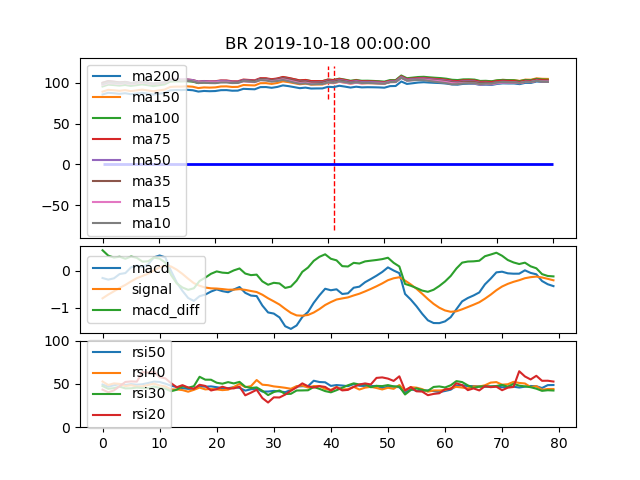 BR 2019-10-18 00:00:00
100
50
0
−50
ma200
ma150
ma100
ma75
ma50
ma35
ma15
ma10
0
−1
macd
signal
macd_diff
100
50
0
rsi50
rsi40
rsi30
rsi20
0 10 20 30 40 50 60 70 80